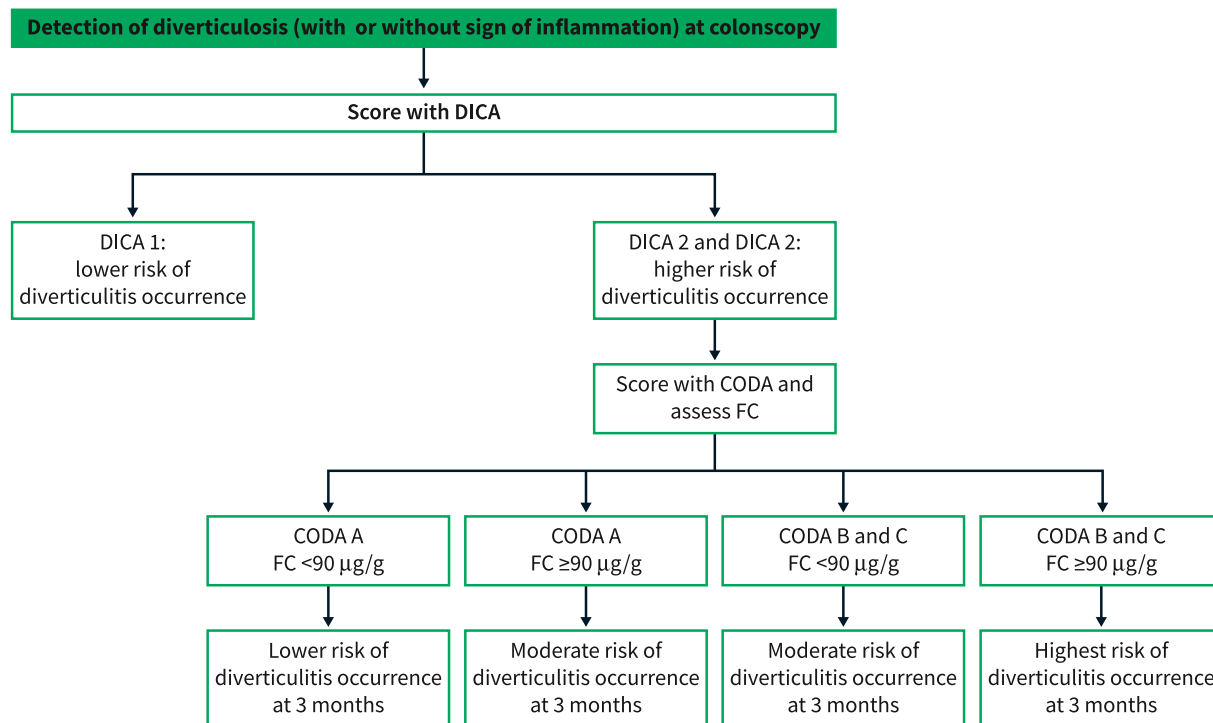 Detection of diverticulosis (with or without sign of inflammation) at colonscopy
Score with DICA
DICA 1:
lower risk of
diverticulitis occurrence
DICA 2 and DICA 2:
higher risk of
diverticulitis occurrence
Score with CODA and
assess FC
CODA A
FC <90 μg/g
CODA A
FC ≥90 μg/g
CODA B and C
FC <90 μg/g
CODA B and C
FC ≥90 μg/g
Lower risk of
diverticulitis occurrence
at 3 months
Moderate risk of
diverticulitis occurrence
at 3 months
Moderate risk of
diverticulitis occurrence
at 3 months
Highest risk of
diverticulitis occurrence
at 3 months